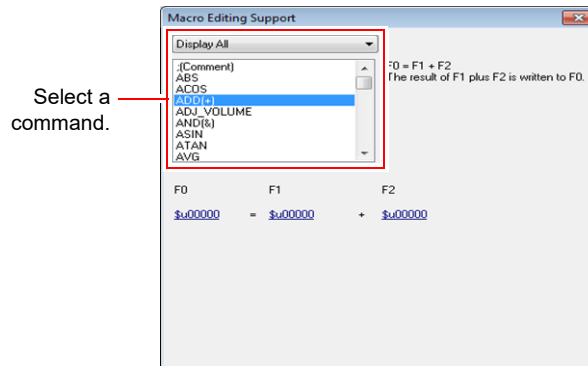 Macro Editing Support
Display All
;(Comment)
ABS
ACOS
ADD(+)
ADJ_VOLUME
AND(&)
ASIN
ATAN
AVG
F0 = F1 + F2
The result of F1 plus F2 is written to F0.
Select a
command.
F0 F1 F2
$u00000 = $u00000 + $u00000